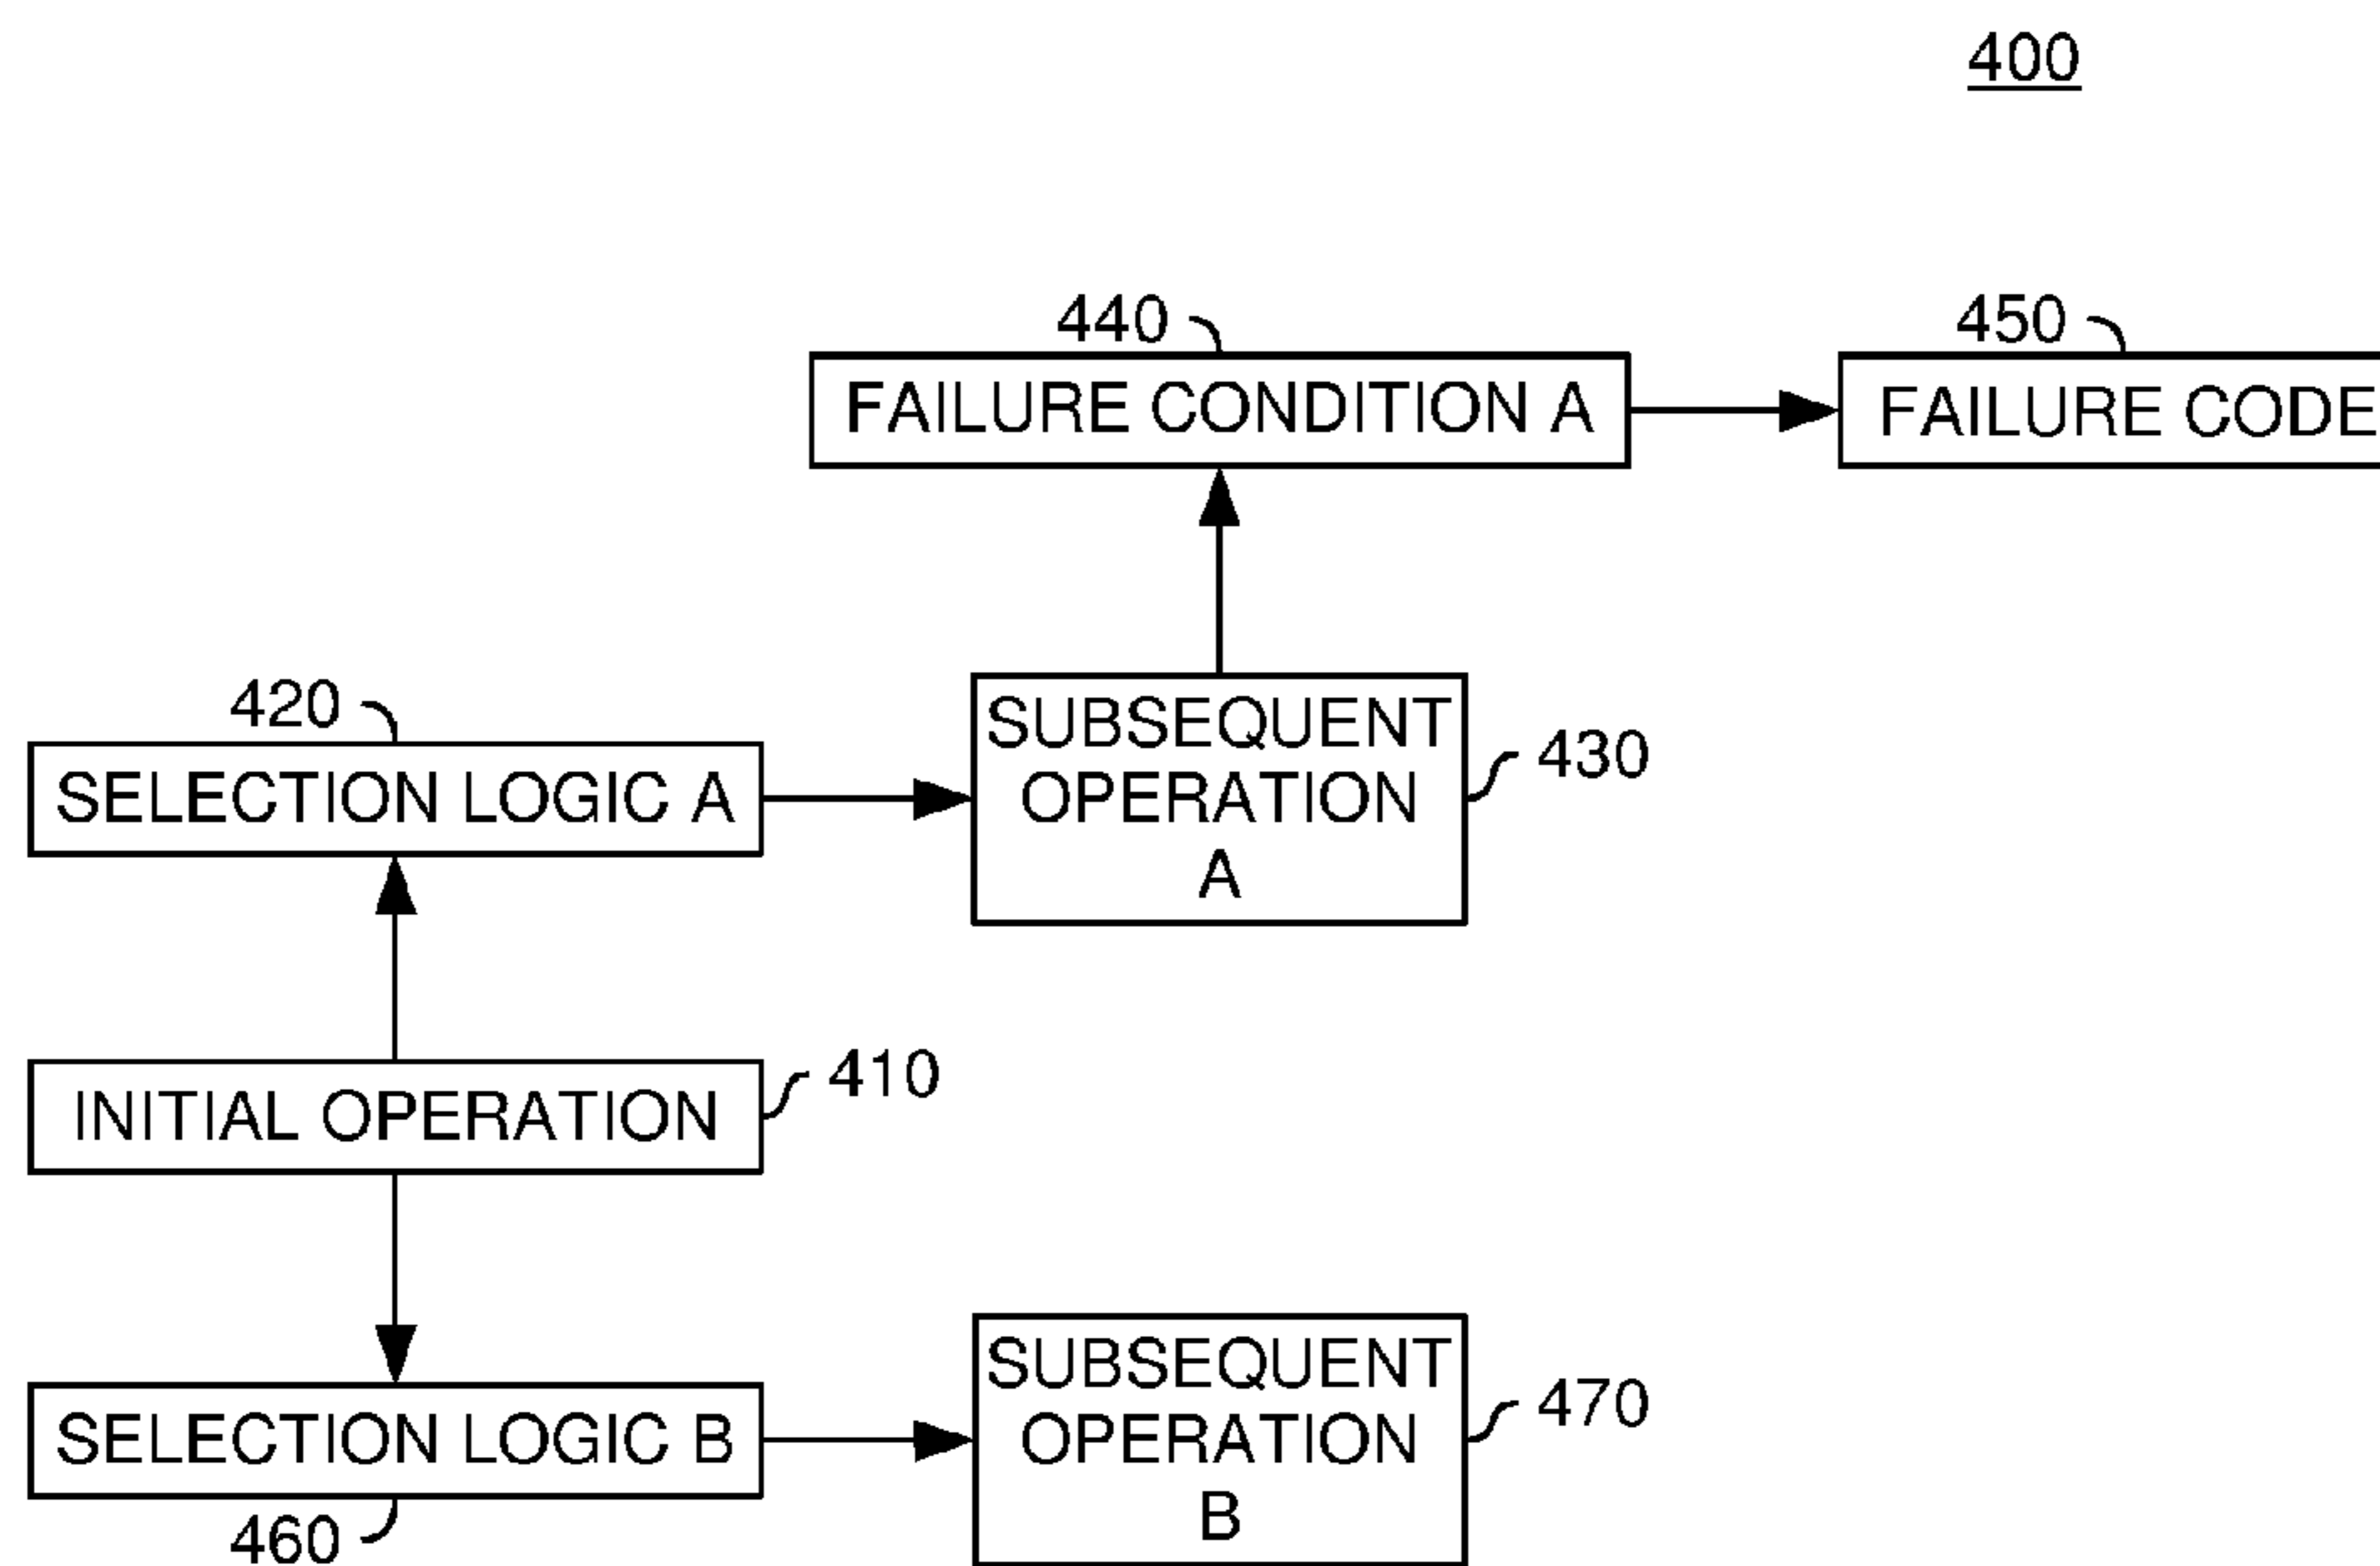 400
440
450
FAILURE CONDITION A
FAILURE CODE
420
SELECTION LOGIC A
SUBSEQUENT
OPERATION
A
430
INITIAL OPERATION
410
SELECTION LOGIC B
460
SUBSEQUENT
OPERATION
B
470